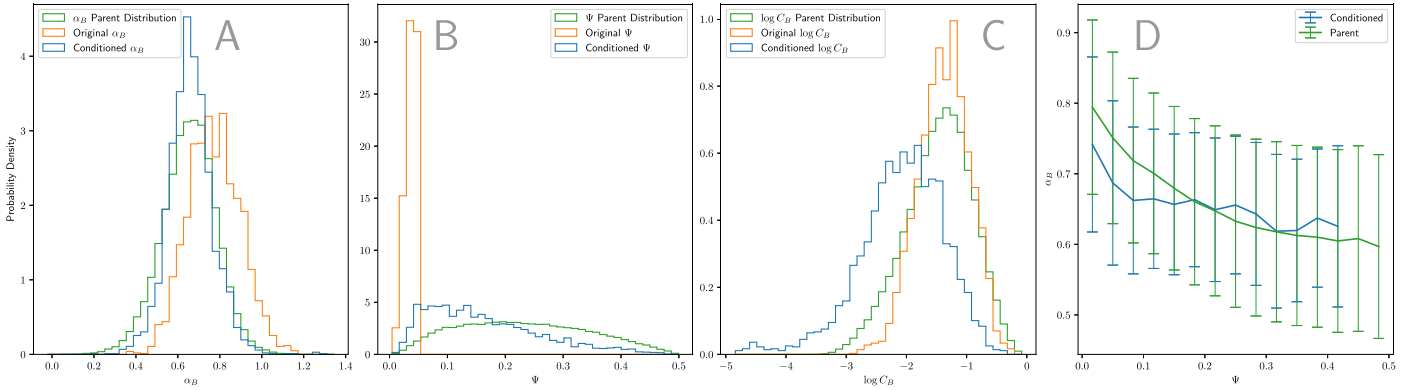 α_B Parent Distribution
Original α_B
Conditioned α_B
A
Probability Density
4
3
2
1
0
0.0 0.2 0.4 0.6 0.8 1.0 1.2 1.4
α_B
B
Ψ Parent Distribution
Original Ψ
Conditioned Ψ
30
25
20
15
10
5
0
0.0 0.1 0.2 0.3 0.4 0.5
Ψ
log C_B Parent Distribution
Original log C_B
Conditioned log C_B
C
1.0
0.8
0.6
0.4
0.2
0.0
−5 −4 −3 −2 −1 0
log C_B
D
Conditioned
Parent
α_B
0.9
0.8
0.7
0.6
0.5
0.0 0.1 0.2 0.3 0.4 0.5
Ψ